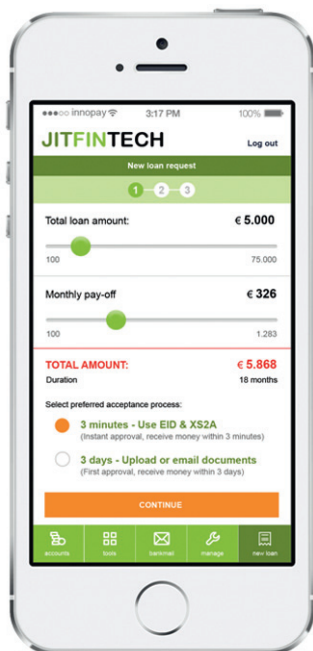 innopay 3:17 PM 100%
JITFINTECH Log out
New loan request
1 2 3
Total loan amount: € 5.000
100 75.000
Monthly pay-off € 326
100 1.283
TOTAL AMOUNT: € 5.868
Duration 18 months
Select preferred acceptance process:
3 minutes - Use EID & XS2A
(Instant approval, receive money within 3 minutes)
3 days - Upload or email documents
(First approval, receive money within 3 days)
CONTINUE
accounts tools bankmail manage new loan